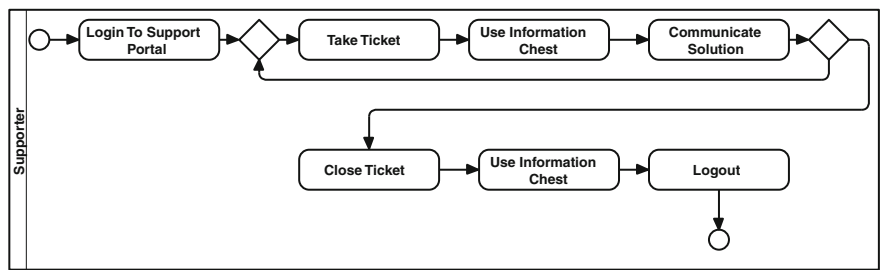 Supporter
Login To Support
Portal
Take Ticket
Use Information
Chest
Communicate
Solution
Close Ticket
Use Information
Chest
Logout